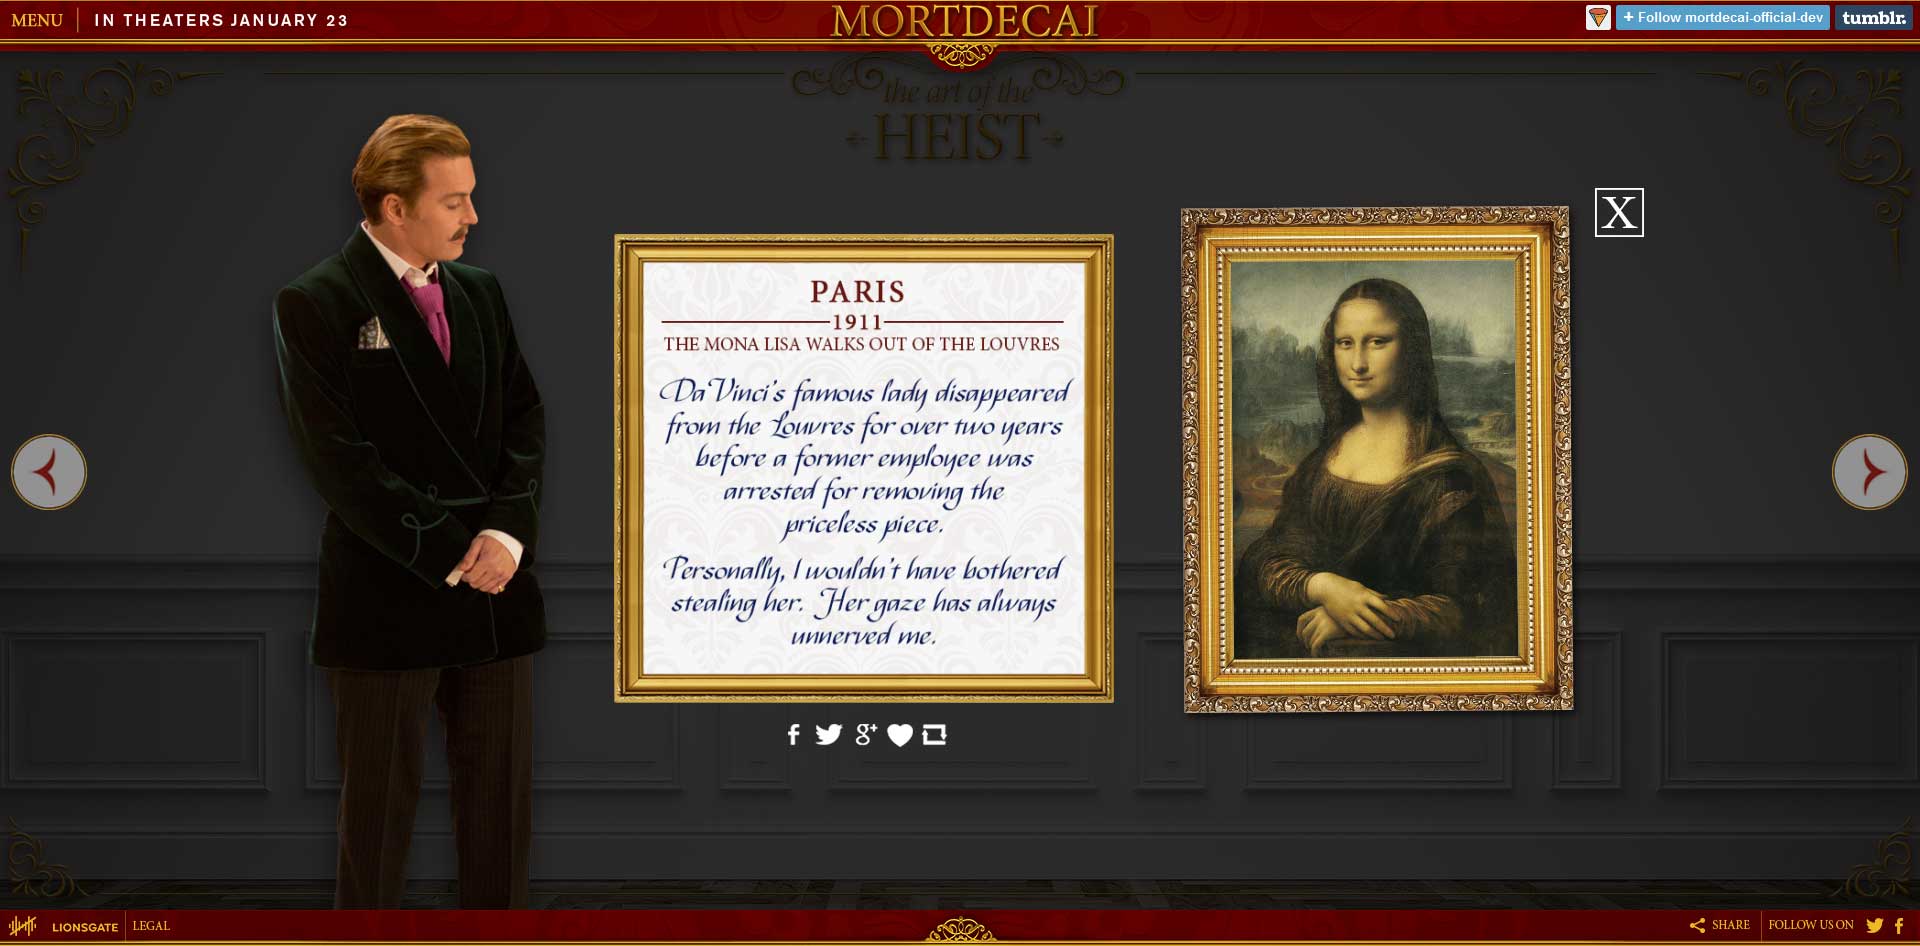 MENU
IN THEATERS JANUARY 23
MORTDECAI
+ Follow mortdecai-official-dev
tumblr.
the art of the
HEIST
X
PARIS
1911
THE MONA LISA WALKS OUT OF THE LOUVRES
Da Vinci's famous lady disappeared
from the Louvres for over two years
before a former employee was
arrested for removing the
priceless piece.
Personally, I wouldn't have bothered
stealing her. Her gaze has always
unnerved me.
LIONSGATE
LEGAL
SHARE
FOLLOW US ON